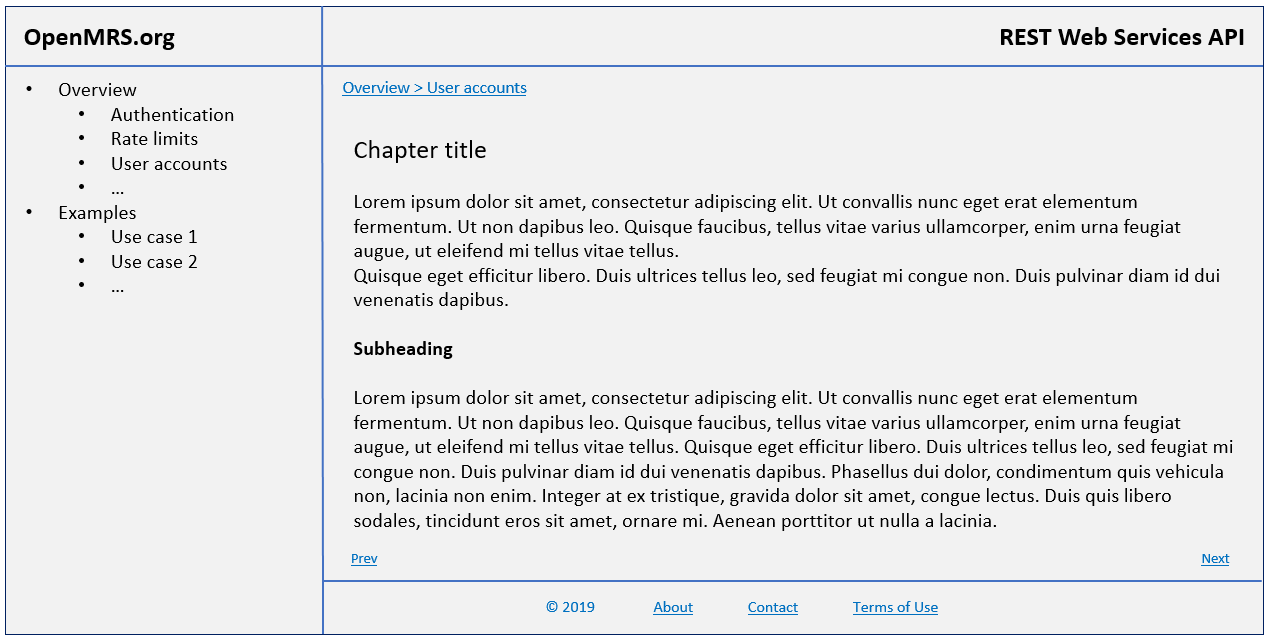 OpenMRS.org
REST Web Services API
• Overview
• Authentication
• Rate limits
• User accounts
• ...
• Examples
• Use case 1
• Use case 2
• ...
Overview > User accounts
Chapter title
Lorem ipsum dolor sit amet, consectetur adipiscing elit. Ut convallis nunc eget erat elementum
fermentum. Ut non dapibus leo. Quisque faucibus, tellus vitae varius ullamcorper, enim urna feugiat
augue, ut eleifend mi tellus vitae tellus.
Quisque eget efficitur libero. Duis ultrices tellus leo, sed feugiat mi congue non. Duis pulvinar diam id dui
venenatis dapibus.
Subheading
Lorem ipsum dolor sit amet, consectetur adipiscing elit. Ut convallis nunc eget erat elementum
fermentum. Ut non dapibus leo. Quisque faucibus, tellus vitae varius ullamcorper, enim urna feugiat
augue, ut eleifend mi tellus vitae tellus. Quisque eget efficitur libero. Duis ultrices tellus leo, sed feugiat mi
congue non. Duis pulvinar diam id dui venenatis dapibus. Phasellus dui dolor, condimentum quis vehicula
non, lacinia non enim. Integer at ex tristique, gravida dolor sit amet, congue lectus. Duis quis libero
sodales, tincidunt eros sit amet, ornare mi. Aenean porttitor ut nulla a lacinia.
Prev
Next
© 2019
About
Contact
Terms of Use